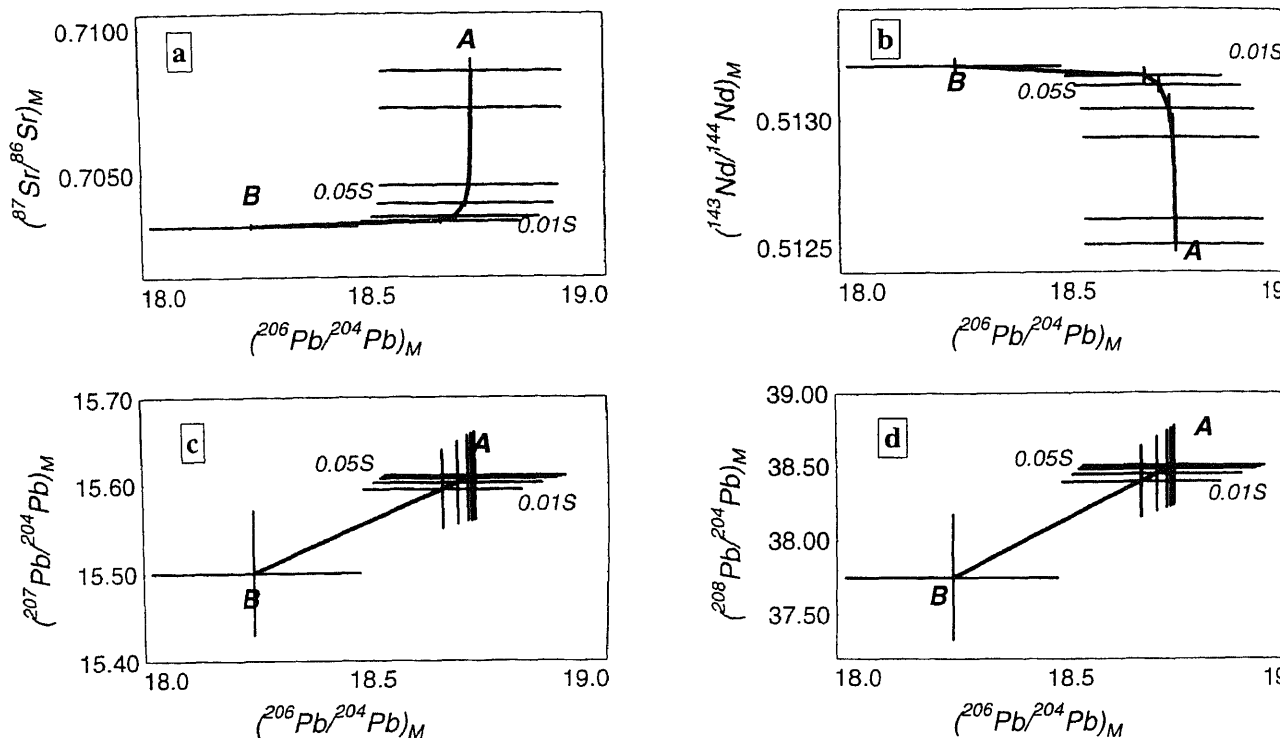 0.7100
a
A
(87Sr/86Sr)M
0.7050
B
0.05S
0.01S
18.0 18.5 19.0
(206Pb/204Pb)M
b
0.01S
B
0.05S
(143Nd/144Nd)M
0.5130
0.5125
A
18.0 18.5 19
(206Pb/204Pb)M
15.70
c
A
0.05S
(207Pb/204Pb)M
15.60
0.01S
15.50
B
15.40
18.0 18.5 19.0
(206Pb/204Pb)M
39.00
d
A
0.05S
(208Pb/204Pb)M
38.50
0.01S
38.00
B
37.50
18.0 18.5 19
(206Pb/204Pb)M